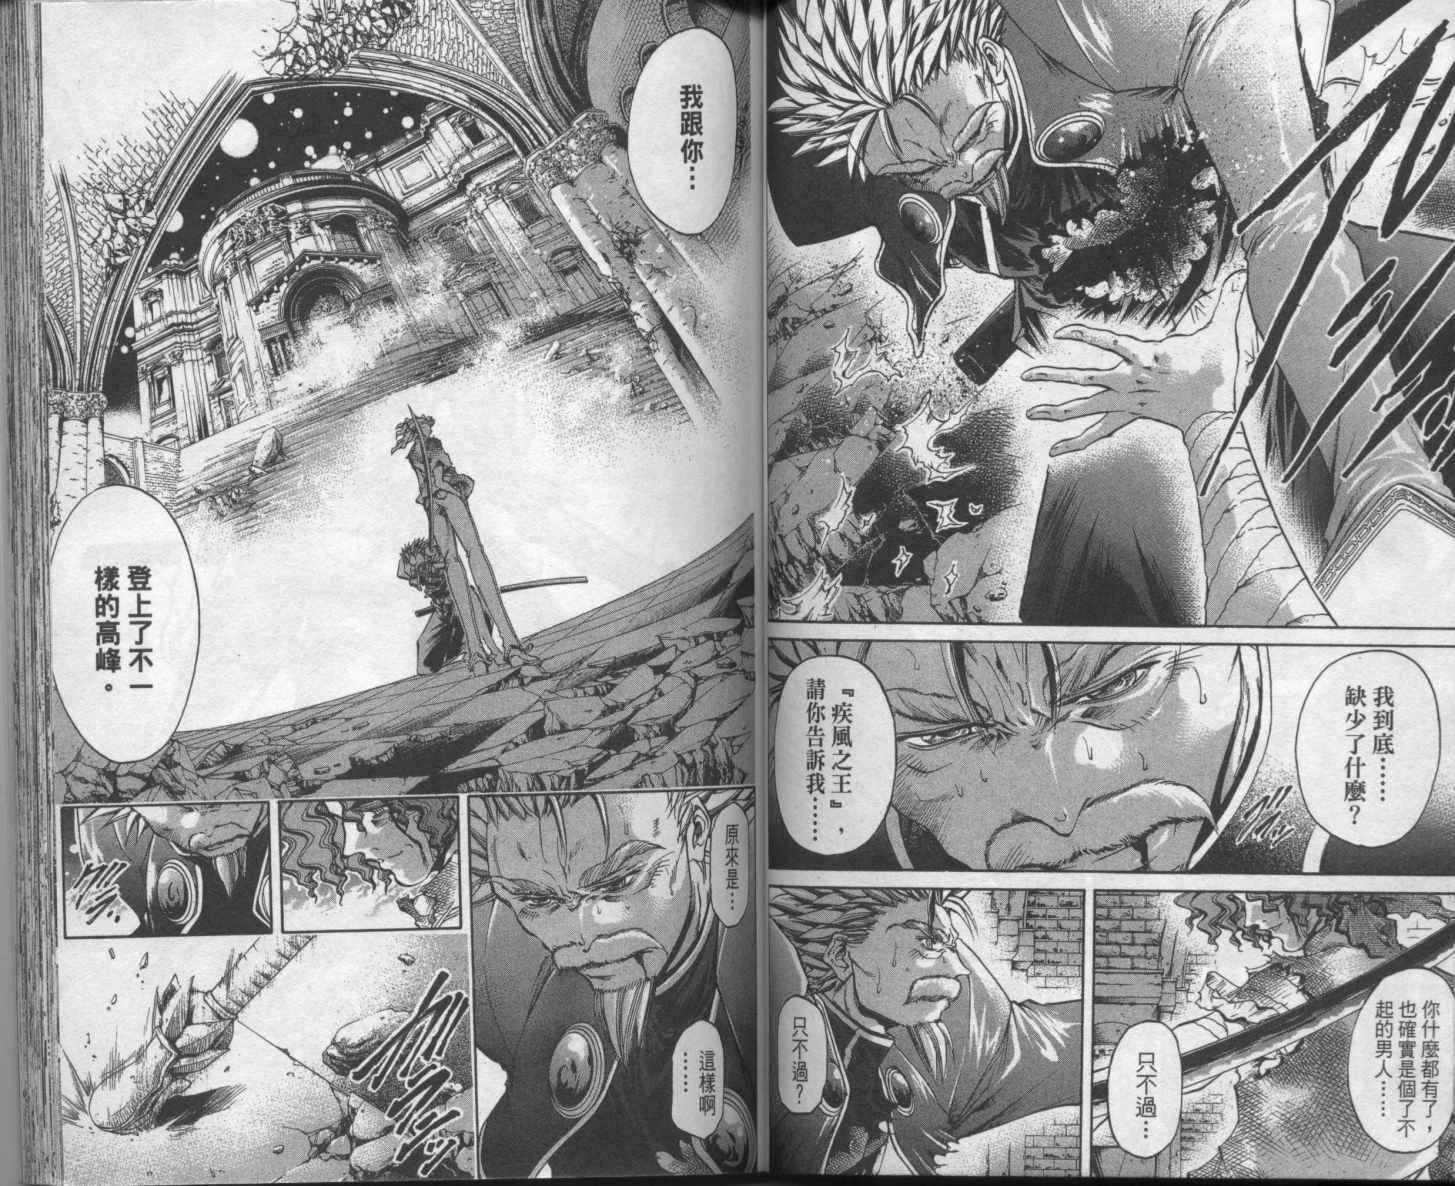 我到底⋯⋯
缺少了什麼？
『疾風之王』，
請你告訴我⋯⋯
你什麼都有了，
也確實是個了不
起的男人⋯⋯
只不過⋯
只不過？
我跟你⋯
登上了不一
樣的高峰。
原來是⋯
這樣啊
⋯⋯